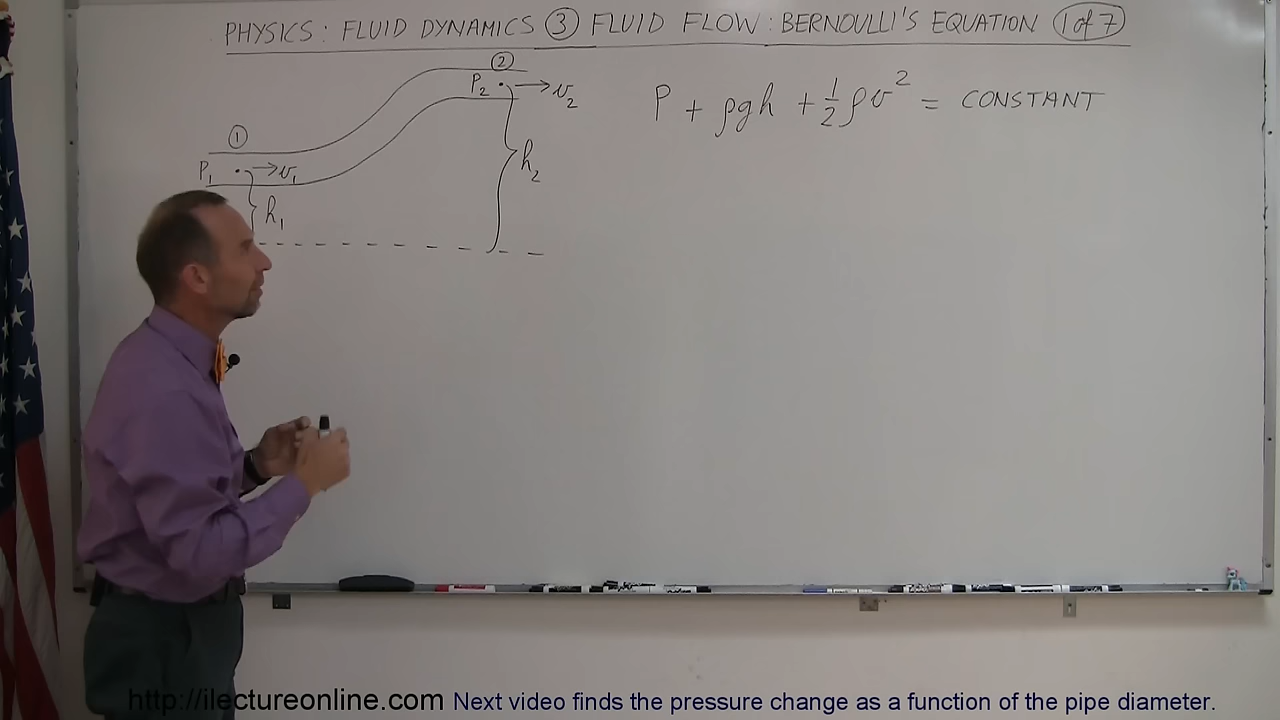 PHYSICS: FLUID DYNAMICS ③ FLUID FLOW: BERNOULLI'S EQUATION 1 of 7
②
P₂ → v₂
P + ρgh + ½ρv² = CONSTANT
①
h₂
P₁ → v₁
h₁
http://ilectureonline.com Next video finds the pressure change as a function of the pipe diameter.